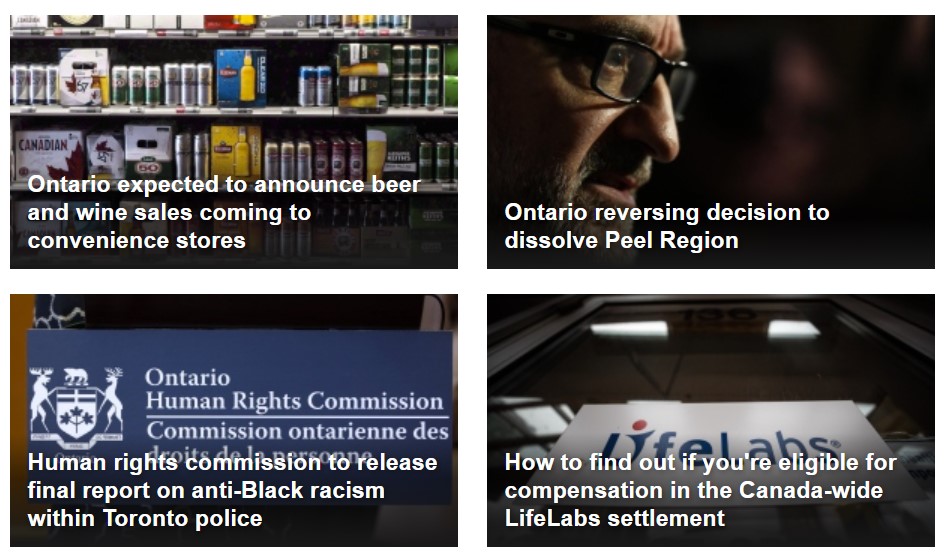 CANADIAN
50
Ontario expected to announce beer
and wine sales coming to
convenience stores
Ontario reversing decision to
dissolve Peel Region
Ontario
Human Rights Commission
Commission ontarienne des
droits de la personne
Human rights commission to release
final report on anti-Black racism
within Toronto police
LifeLabs®
How to find out if you're eligible for
compensation in the Canada-wide
LifeLabs settlement